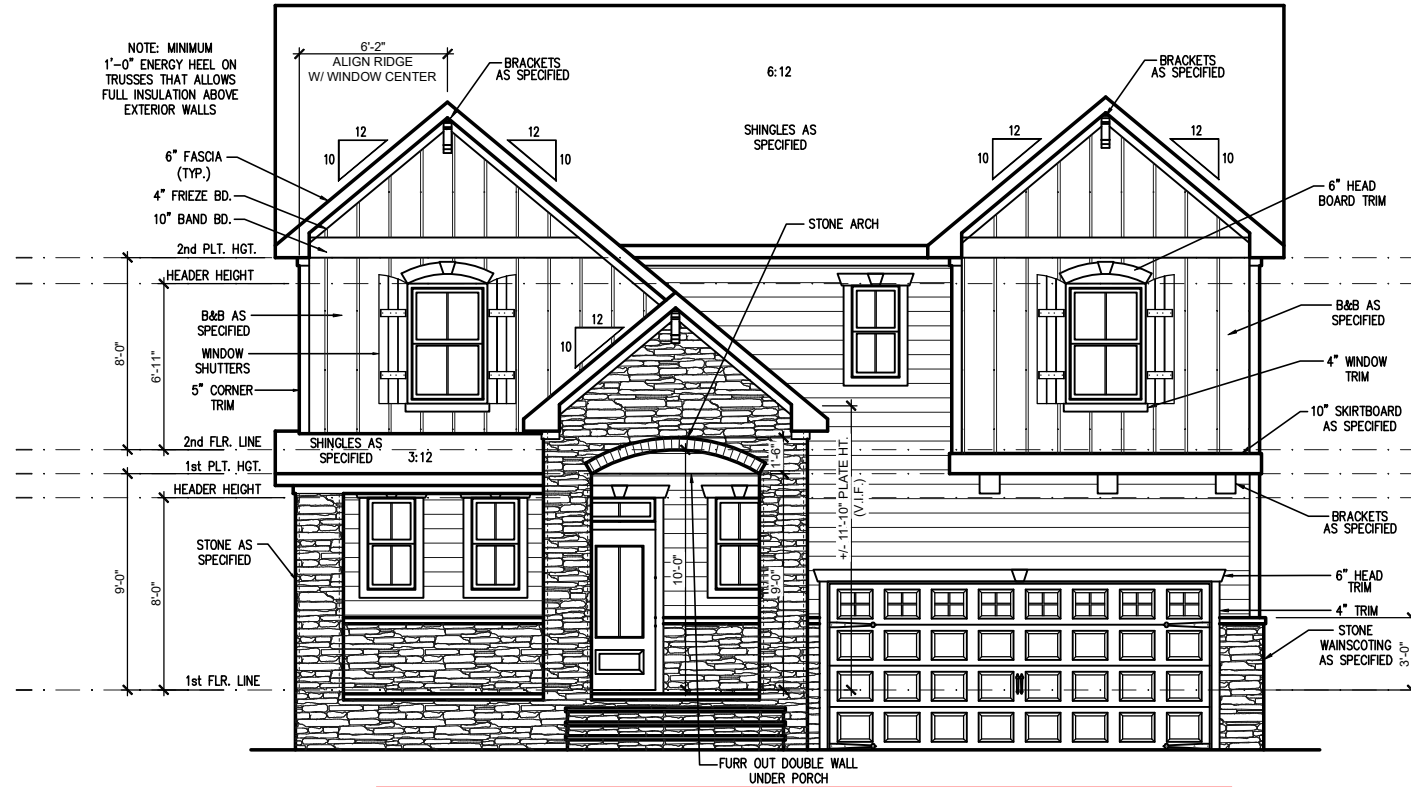 NOTE: MINIMUM
1'-0" ENERGY HEEL ON
TRUSSES THAT ALLOWS
FULL INSULATION ABOVE
EXTERIOR WALLS
6'-2"
ALIGN RIDGE
W/ WINDOW CENTER
BRACKETS
AS SPECIFIED
6:12
SHINGLES AS
SPECIFIED
BRACKETS
AS SPECIFIED
12
10
12
10
12
10
12
10
6" FASCIA
(TYP.)
4" FRIEZE BD.
10" BAND BD.
2nd PLT. HGT.
HEADER HEIGHT
B&B AS
SPECIFIED
WINDOW
SHUTTERS
5" CORNER
TRIM
2nd FLR. LINE
1st PLT. HGT.
HEADER HEIGHT
8'-0"
6'-11"
STONE ARCH
12
10
6" HEAD
BOARD TRIM
B&B AS
SPECIFIED
4" WINDOW
TRIM
10" SKIRTBOARD
AS SPECIFIED
SHINGLES AS
SPECIFIED
3:12
1'-6"
+/- 11'-10" PLATE HT.
(V.I.F.)
10'-0"
9'-0"
STONE AS
SPECIFIED
9'-0"
8'-0"
1st FLR. LINE
BRACKETS
AS SPECIFIED
6" HEAD
TRIM
4" TRIM
STONE
WAINSCOTING
AS SPECIFIED
3'-0"
FURR OUT DOUBLE WALL
UNDER PORCH